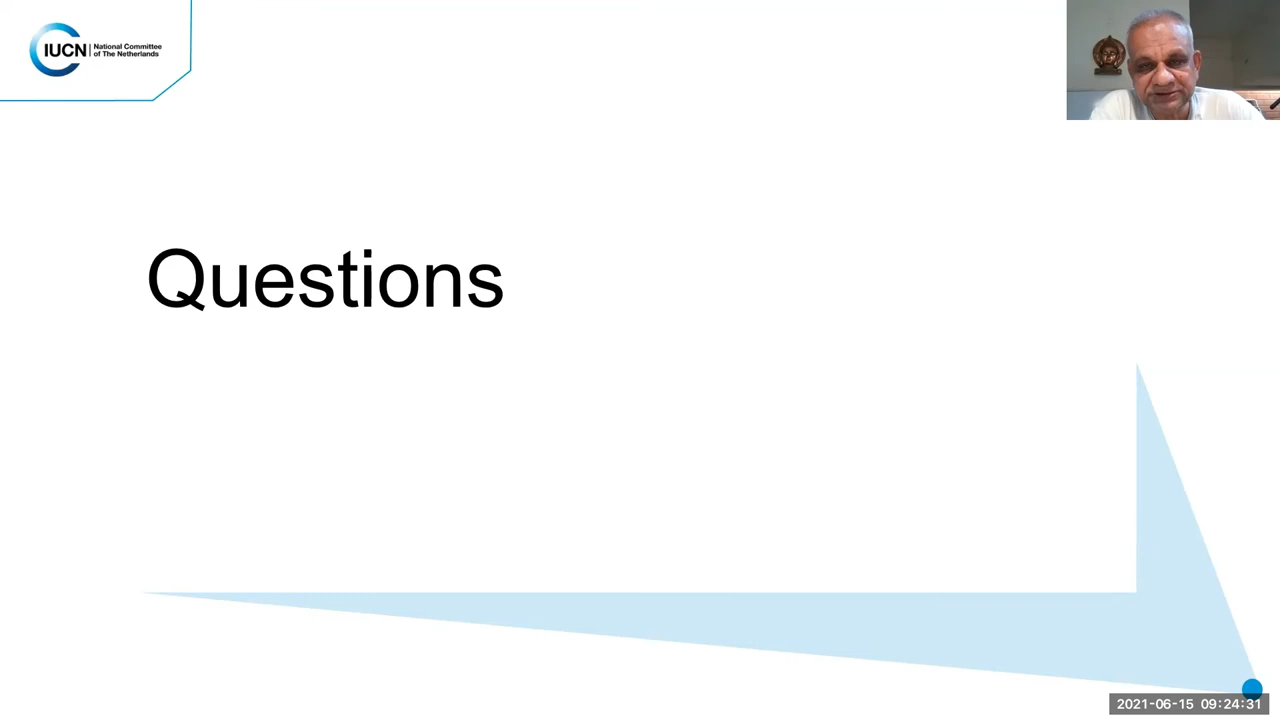 IUCN
National Committee
of The Netherlands
Questions
2021-06-15 09:24:31